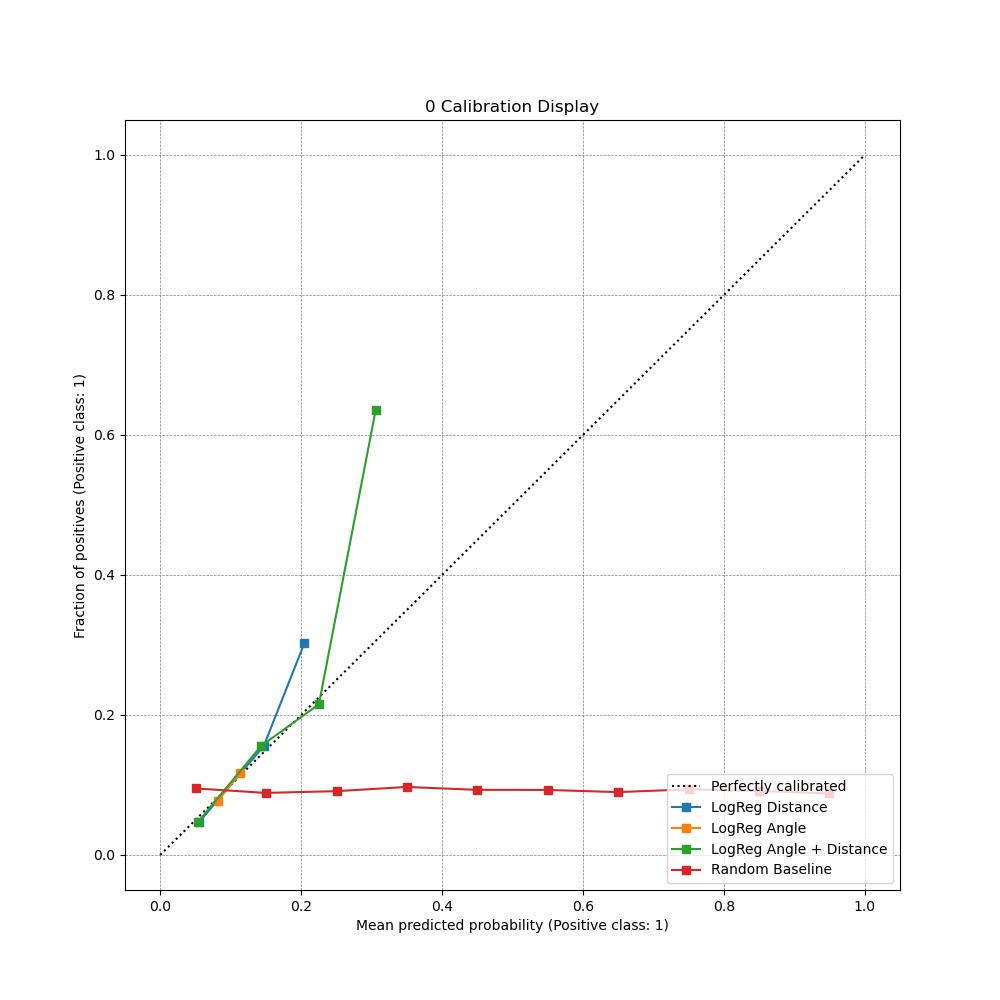 0 Calibration Display
1.0
0.8
0.6
0.4
0.2
0.0
Fraction of positives (Positive class: 1)
0.0 0.2 0.4 0.6 0.8 1.0
Mean predicted probability (Positive class: 1)
Perfectly calibrated
LogReg Distance
LogReg Angle
LogReg Angle + Distance
Random Baseline